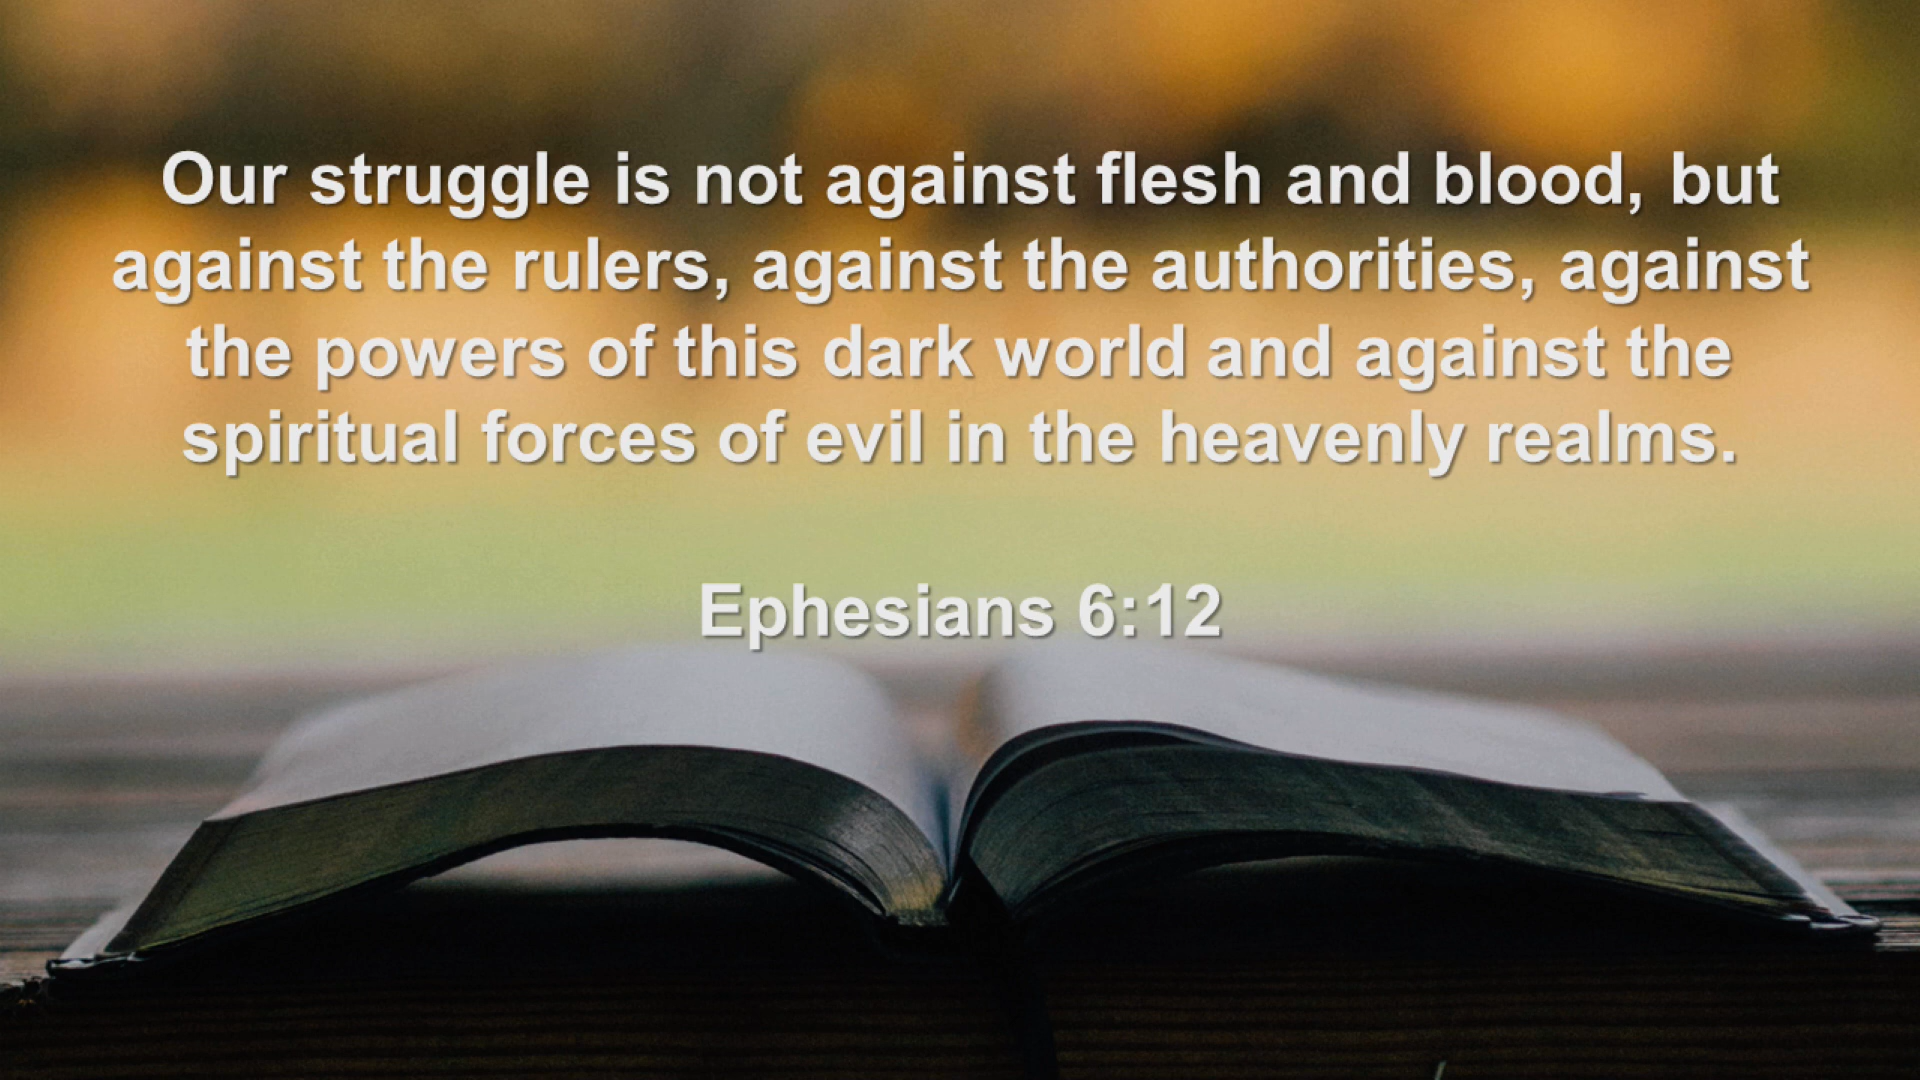 Our struggle is not against flesh and blood, but
against the rulers, against the authorities, against
the powers of this dark world and against the
spiritual forces of evil in the heavenly realms.
Ephesians 6:12